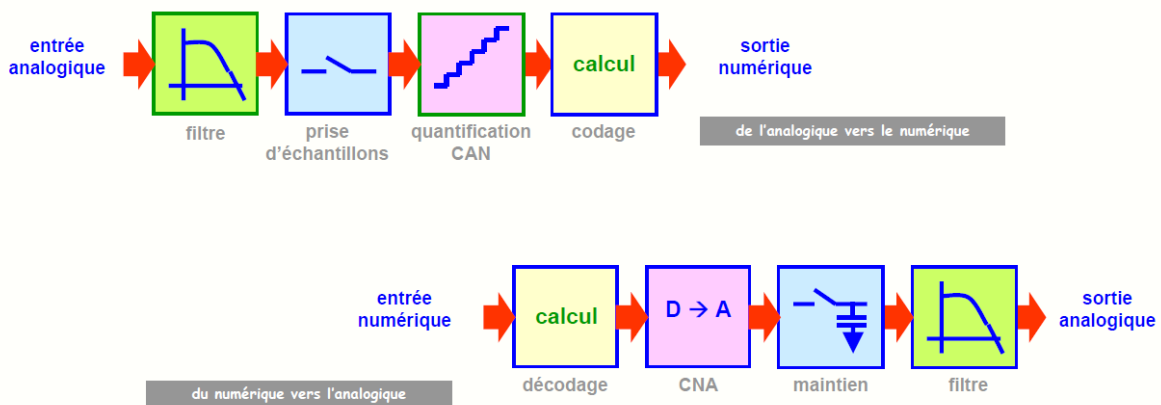 entrée
analogique
calcul
sortie
numérique
filtre
prise
d'échantillons
quantification
CAN
codage
de l'analogique vers le numérique
entrée
numérique
calcul
D → A
sortie
analogique
décodage
CNA
maintien
filtre
du numérique vers l'analogique